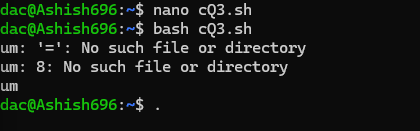 dac@Ashish696:~$ nano cQ3.sh
dac@Ashish696:~$ bash cQ3.sh
um: '=': No such file or directory
um: 8: No such file or directory
um
dac@Ashish696:~$ .